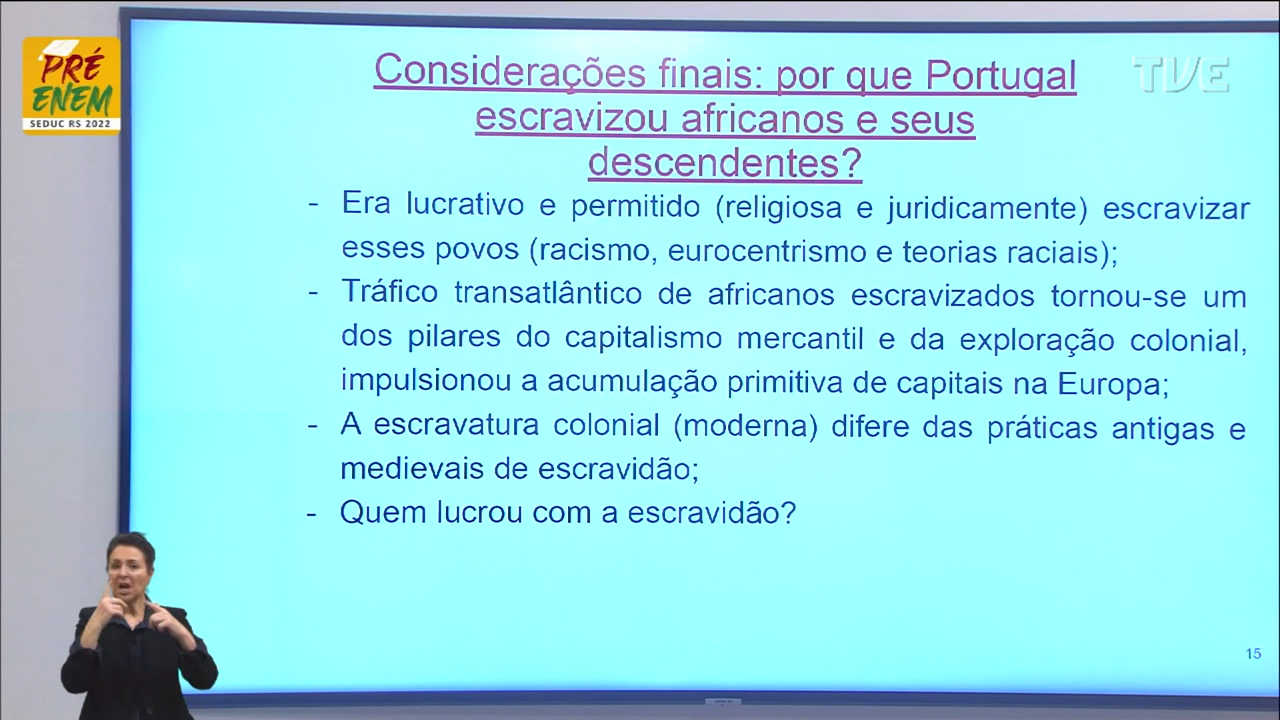 PRÉ
ENEM
SEDUC RS 2022
TVE
Considerações finais: por que Portugal
escravizou africanos e seus
descendentes?
- Era lucrativo e permitido (religiosa e juridicamente) escravizar
esses povos (racismo, eurocentrismo e teorias raciais);
- Tráfico transatlântico de africanos escravizados tornou-se um
dos pilares do capitalismo mercantil e da exploração colonial,
impulsionou a acumulação primitiva de capitais na Europa;
- A escravatura colonial (moderna) difere das práticas antigas e
medievais de escravidão;
- Quem lucrou com a escravidão?
15